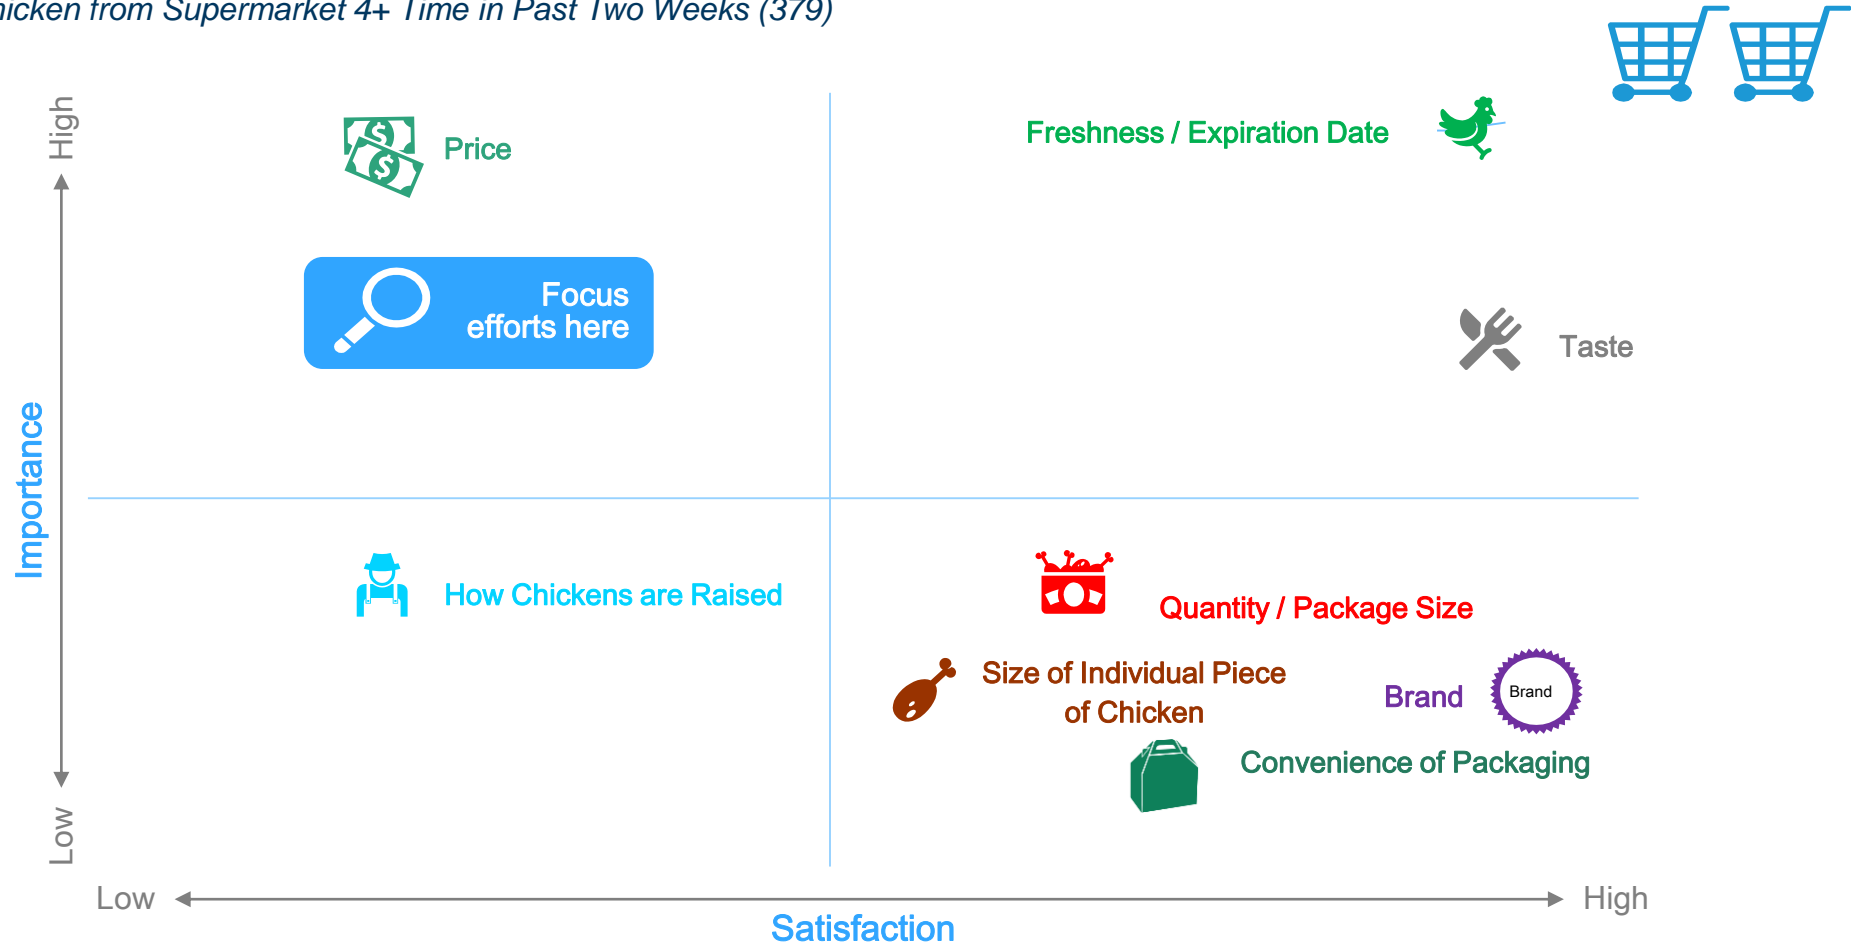 from Supermarket 4+ Time in Past Two Weeks (379)
High
Price
Freshness / Expiration Date
Focus
efforts here
Taste
Importance
How Chickens are Raised
Quantity / Package Size
Size of Individual Piece
of Chicken
Brand
Brand
Convenience of Packaging
Low
Low
High
Satisfaction